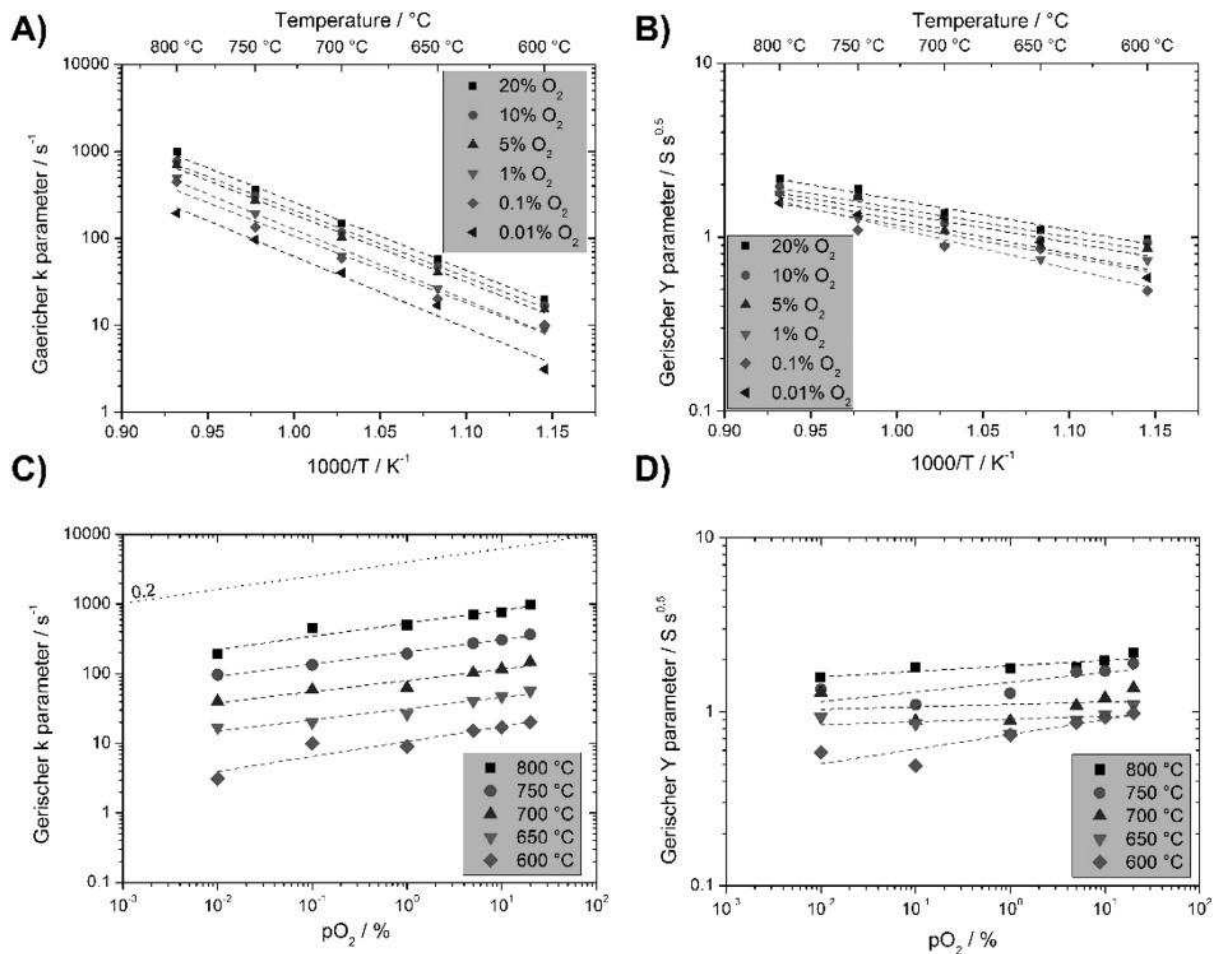 A)
Temperature / °C
800 °C 750 °C 700 °C 650 °C 600 °C
10000
1000
100
10
1
Gaericher k parameter / s⁻¹
20% O₂
10% O₂
5% O₂
1% O₂
0.1% O₂
0.01% O₂
0.90 0.95 1.00 1.05 1.10 1.15
1000/T / K⁻¹
B)
Temperature / °C
800 °C 750 °C 700 °C 650 °C 600 °C
10
1
0.1
Gerischer Y parameter / S s⁰·⁵
20% O₂
10% O₂
5% O₂
1% O₂
0.1% O₂
0.01% O₂
0.90 0.95 1.00 1.05 1.10 1.15
1000/T / K⁻¹
C)
10000
1000
100
10
1
0.1
Gerischer k parameter / s⁻¹
0.2
800 °C
750 °C
700 °C
650 °C
600 °C
10⁻³ 10⁻² 10⁻¹ 10⁰ 10¹ 10²
pO₂ / %
D)
10
1
0.1
Gerischer Y parameter / S s⁰·⁵
800 °C
750 °C
700 °C
650 °C
600 °C
10⁻³ 10⁻² 10⁻¹ 10⁰ 10¹ 10²
pO₂ / %